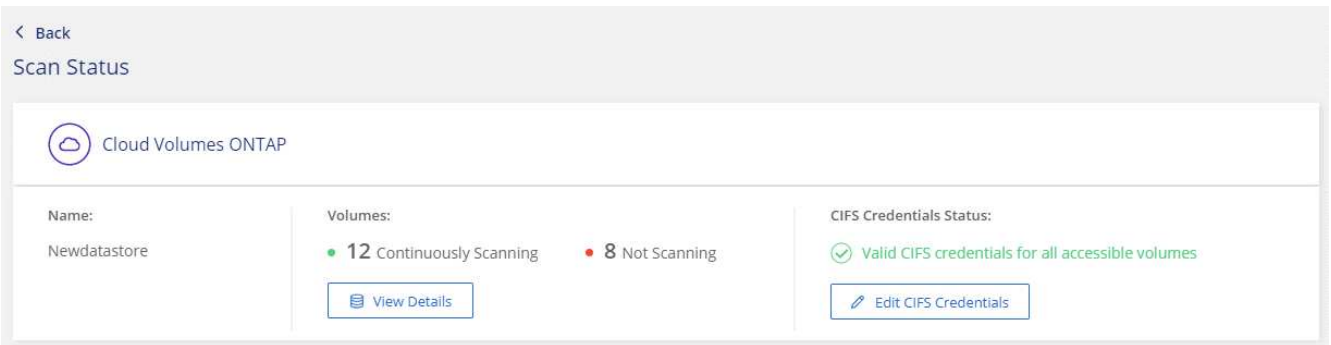 Back
Scan Status
Cloud Volumes ONTAP
Name:
Newdatastore
Volumes:
12 Continuously Scanning
8 Not Scanning
View Details
CIFS Credentials Status:
Valid CIFS credentials for all accessible volumes
Edit CIFS Credentials